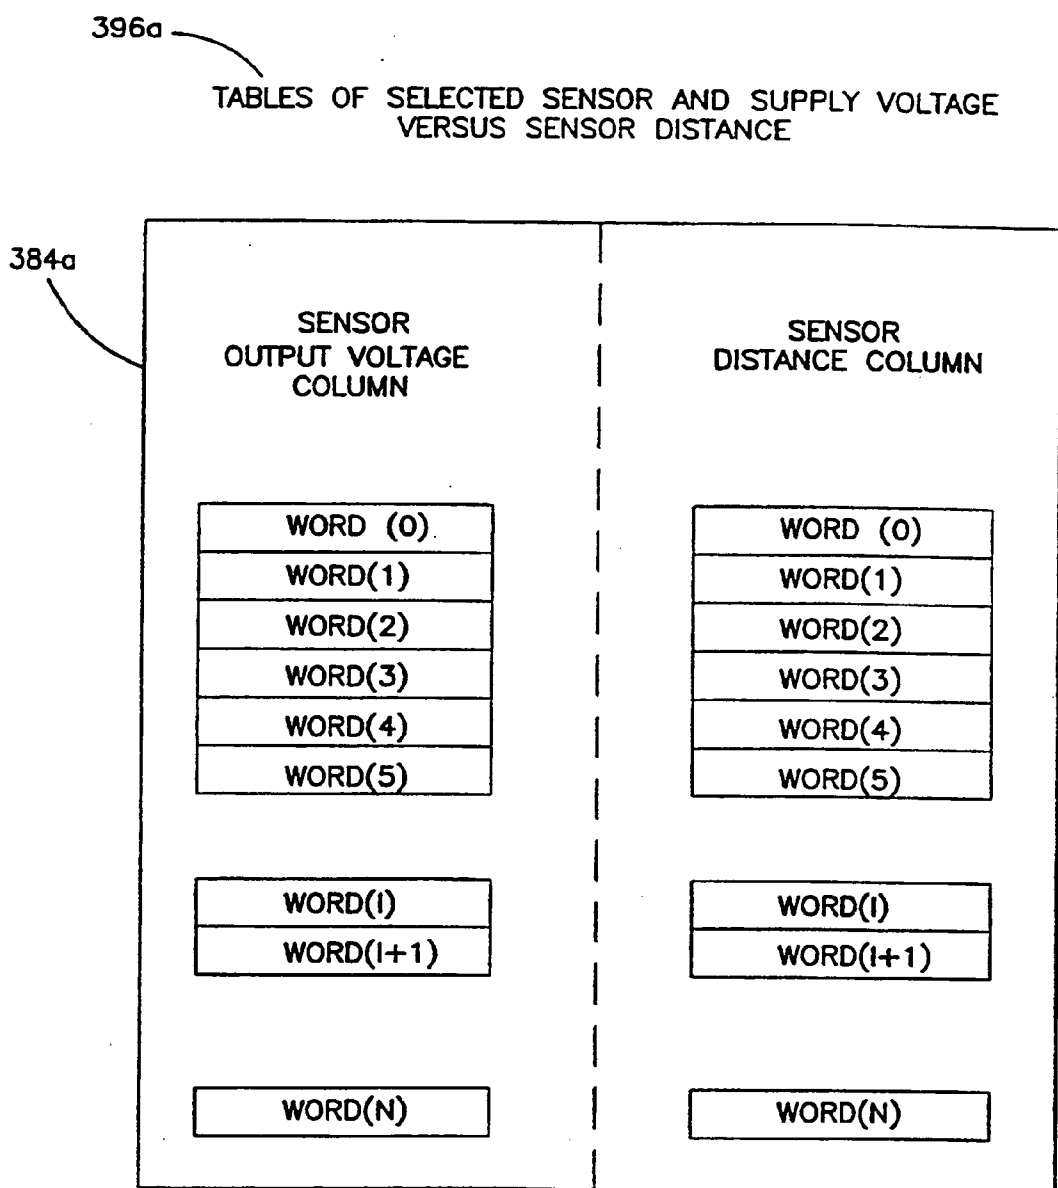 396a
TABLES OF SELECTED SENSOR AND SUPPLY VOLTAGE
VERSUS SENSOR DISTANCE
384a
SENSOR
OUTPUT VOLTAGE
COLUMN
WORD (0)
WORD(1)
WORD(2)
WORD(3)
WORD(4)
WORD(5)
WORD(I)
WORD(I+1)
WORD(N)
SENSOR
DISTANCE COLUMN
WORD (0)
WORD(1)
WORD(2)
WORD(3)
WORD(4)
WORD(5)
WORD(I)
WORD(I+1)
WORD(N)